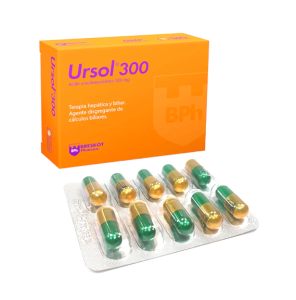 Ursol® 300
Terapia hepática y biliar.
Agente disgregante de
cálculos biliares.
BPh